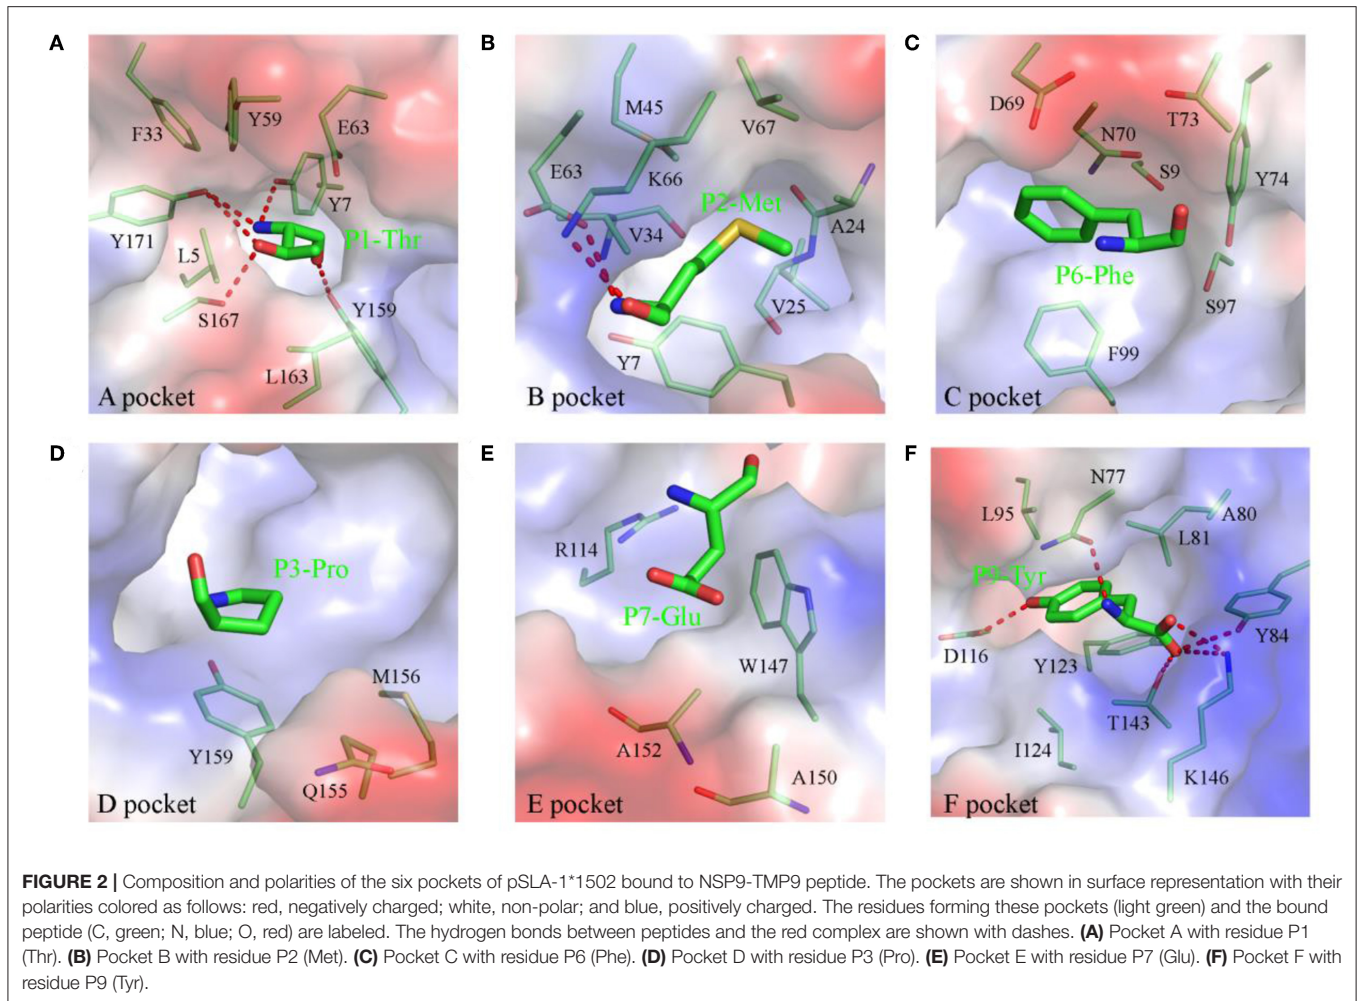 A
F33
Y59
E63
Y7
Y171
P1-Thr
L5
S167
Y159
L163
A pocket
B
M45
V67
E63
K66
P2-Met
V34
A24
V25
Y7
B pocket
C
D69
T73
N70
S9
Y74
P6-Phe
S97
F99
C pocket
D
P3-Pro
M156
Y159
Q155
D pocket
E
R114
P7-Glu
W147
A152
A150
E pocket
F
N77
L95
A80
L81
P9-Tyr
D116
Y84
Y123
T143
I124
K146
F pocket
FIGURE 2 | Composition and polarities of the six pockets of pSLA-1*1502 bound to NSP9-TMP9 peptide. The pockets are shown in surface representation with their
polarities colored as follows: red, negatively charged; white, non-polar; and blue, positively charged. The residues forming these pockets (light green) and the bound
peptide (C, green; N, blue; O, red) are labeled. The hydrogen bonds between peptides and the red complex are shown with dashes. (A) Pocket A with residue P1
(Thr). (B) Pocket B with residue P2 (Met). (C) Pocket C with residue P6 (Phe). (D) Pocket D with residue P3 (Pro). (E) Pocket E with residue P7 (Glu). (F) Pocket F with
residue P9 (Tyr).